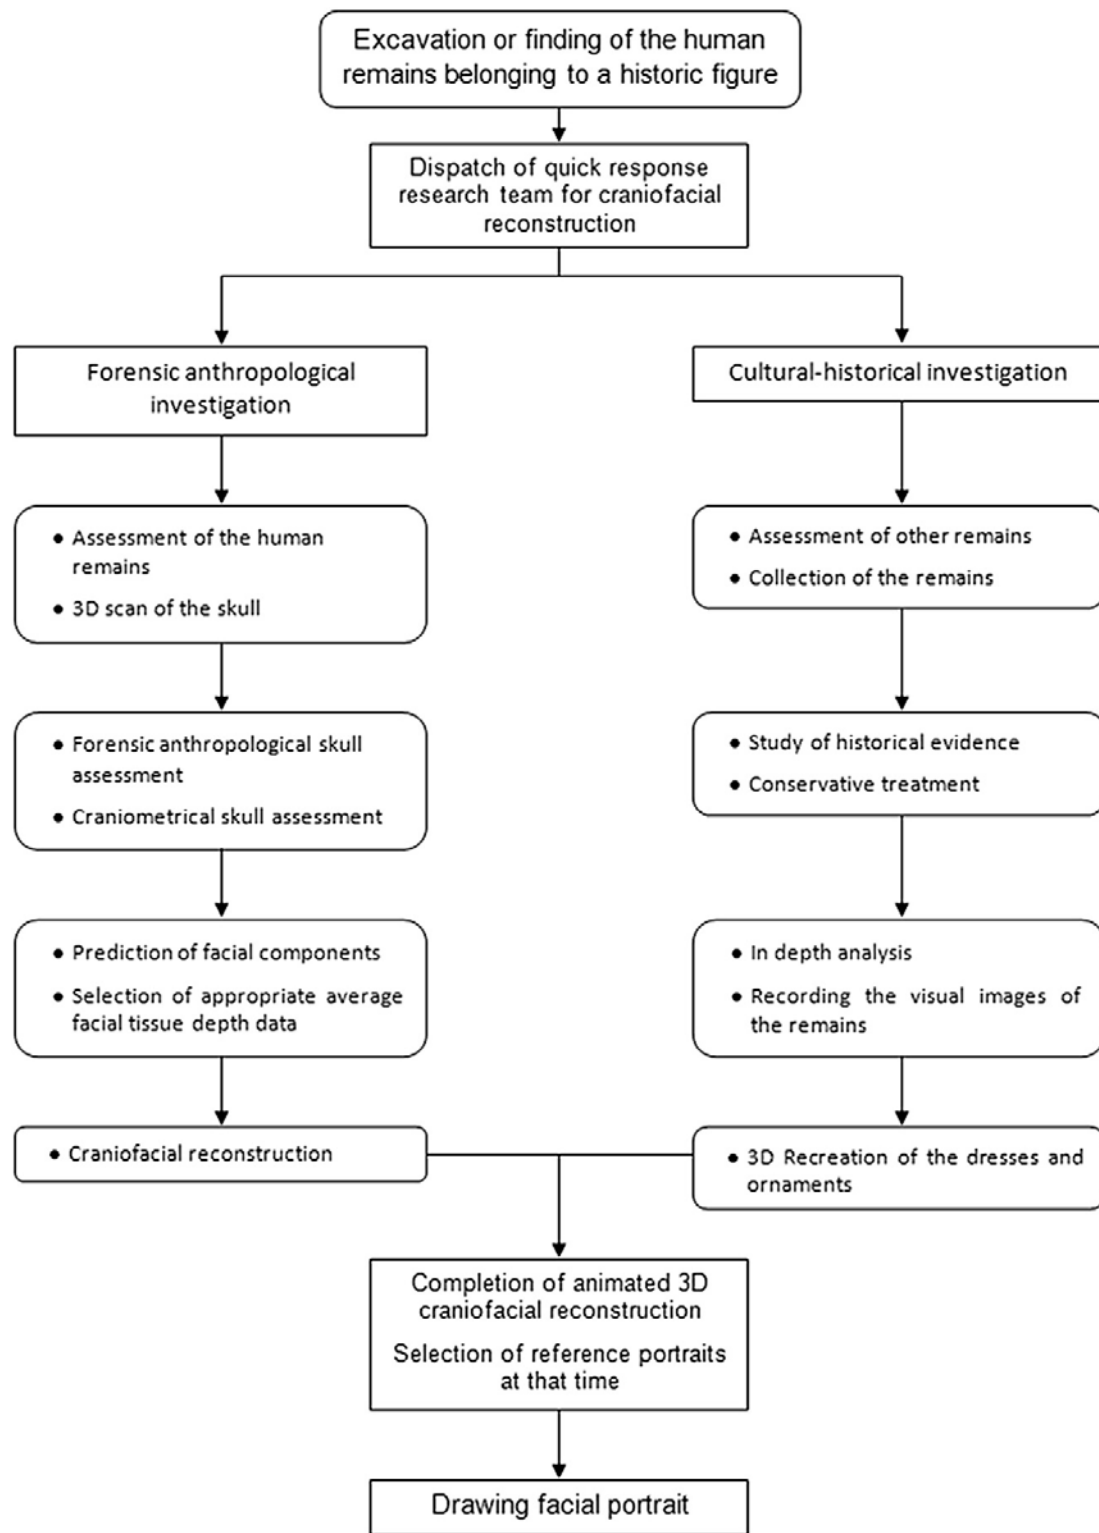 Excavation or finding of the human
remains belonging to a historic figure
Dispatch of quick response
research team for craniofacial
reconstruction
Forensic anthropological
investigation
• Assessment of the human
remains
• 3D scan of the skull
• Forensic anthropological skull
assessment
• Craniometrical skull assessment
• Prediction of facial components
• Selection of appropriate average
facial tissue depth data
• Craniofacial reconstruction
Cultural-historical investigation
• Assessment of other remains
• Collection of the remains
• Study of historical evidence
• Conservative treatment
• In depth analysis
• Recording the visual images of
the remains
• 3D Recreation of the dresses and
ornaments
Completion of animated 3D
craniofacial reconstruction
Selection of reference portraits
at that time
Drawing facial portrait